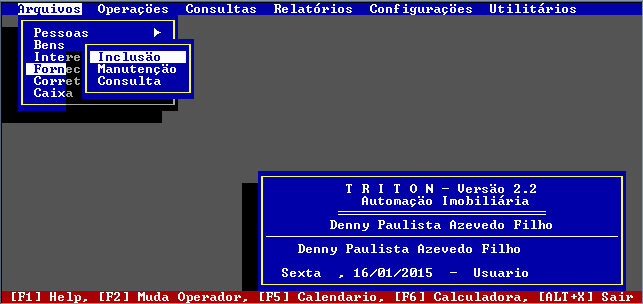 Arquivos Operações Consultas Relatórios Configurações Utilitários
Pessoas
Bens
Intere
Fornec
Corret
Caixa
Inclusão
Manutenção
Consulta
T R I T O N - Versão 2.2
Automação Imobiliária
Denny Paulista Azevedo Filho
Denny Paulista Azevedo Filho
Sexta , 16/01/2015 - Usuario
[F1] Help, [F2] Muda Operador, [F5] Calendario, [F6] Calculadora, [ALT+X] Sair